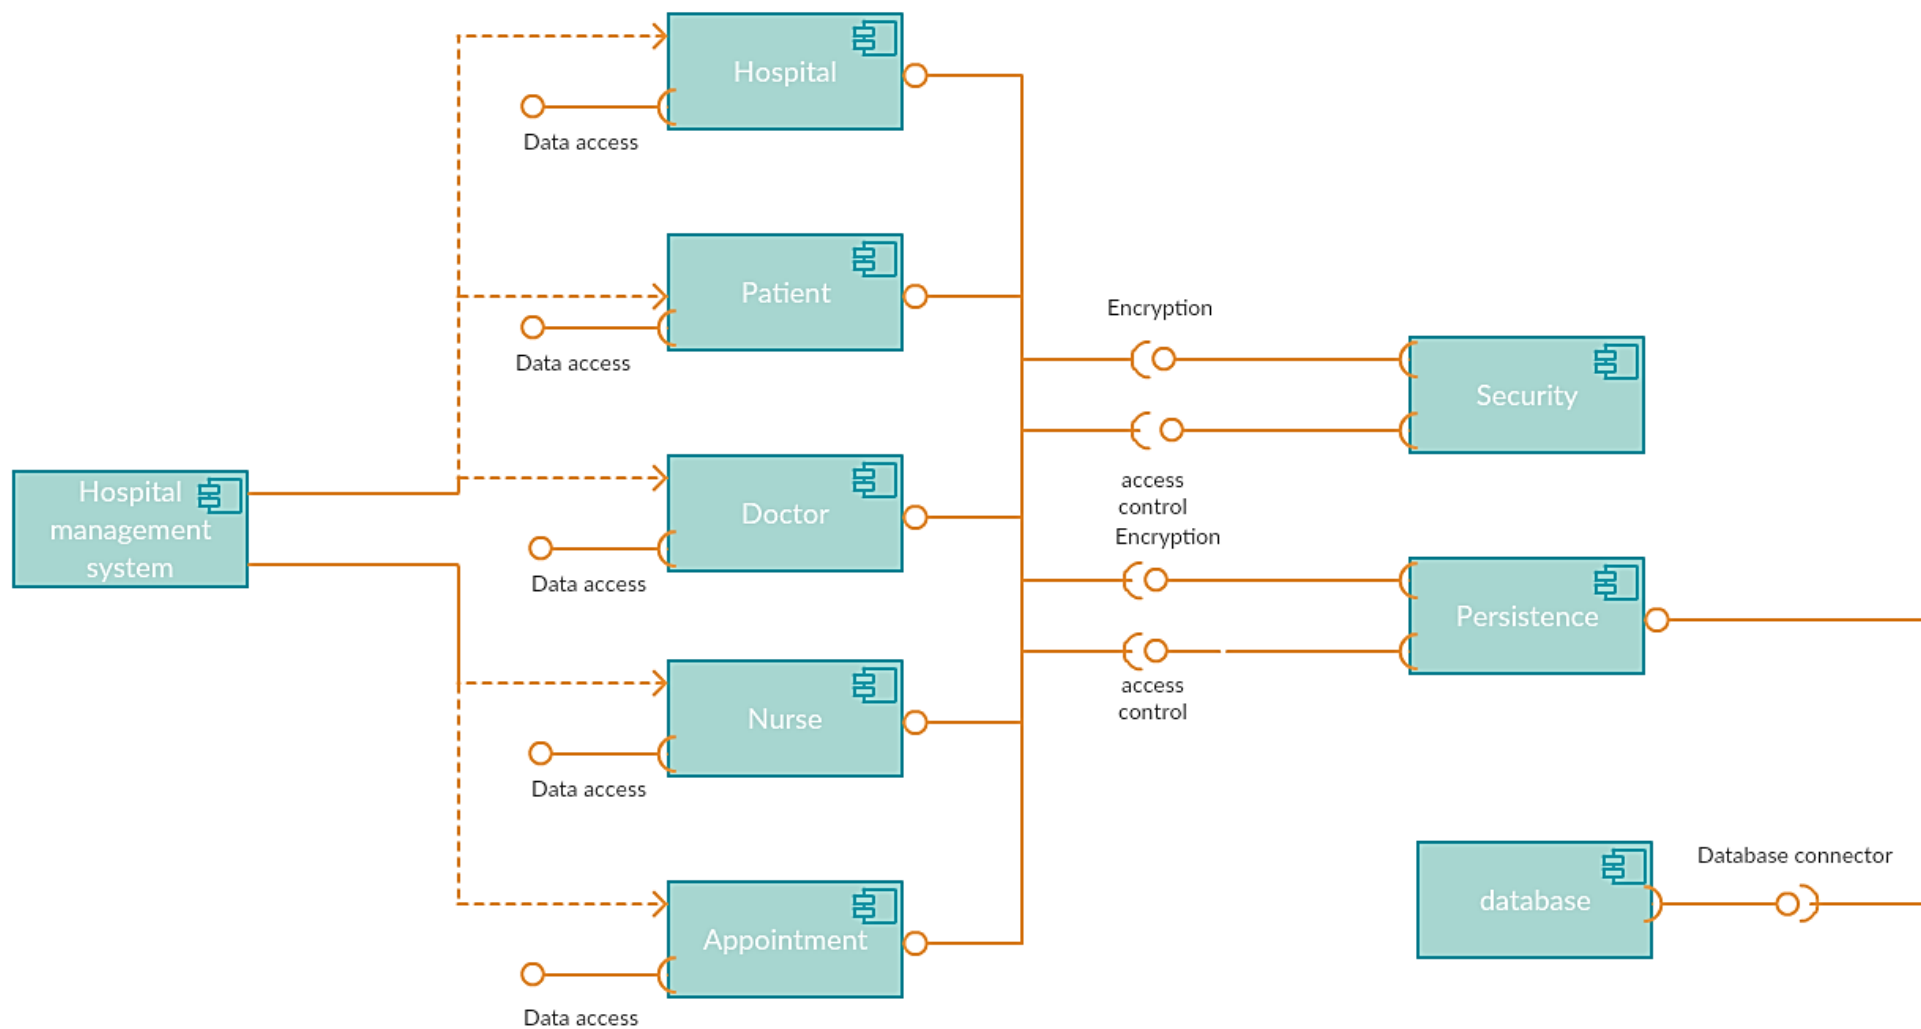 Hospital
Data access
Patient
Data access
Encryption
Security
access
control
Hospital
management
system
Doctor
Data access
Encryption
Persistence
access
control
Nurse
Data access
Database connector
database
Appointment
Data access